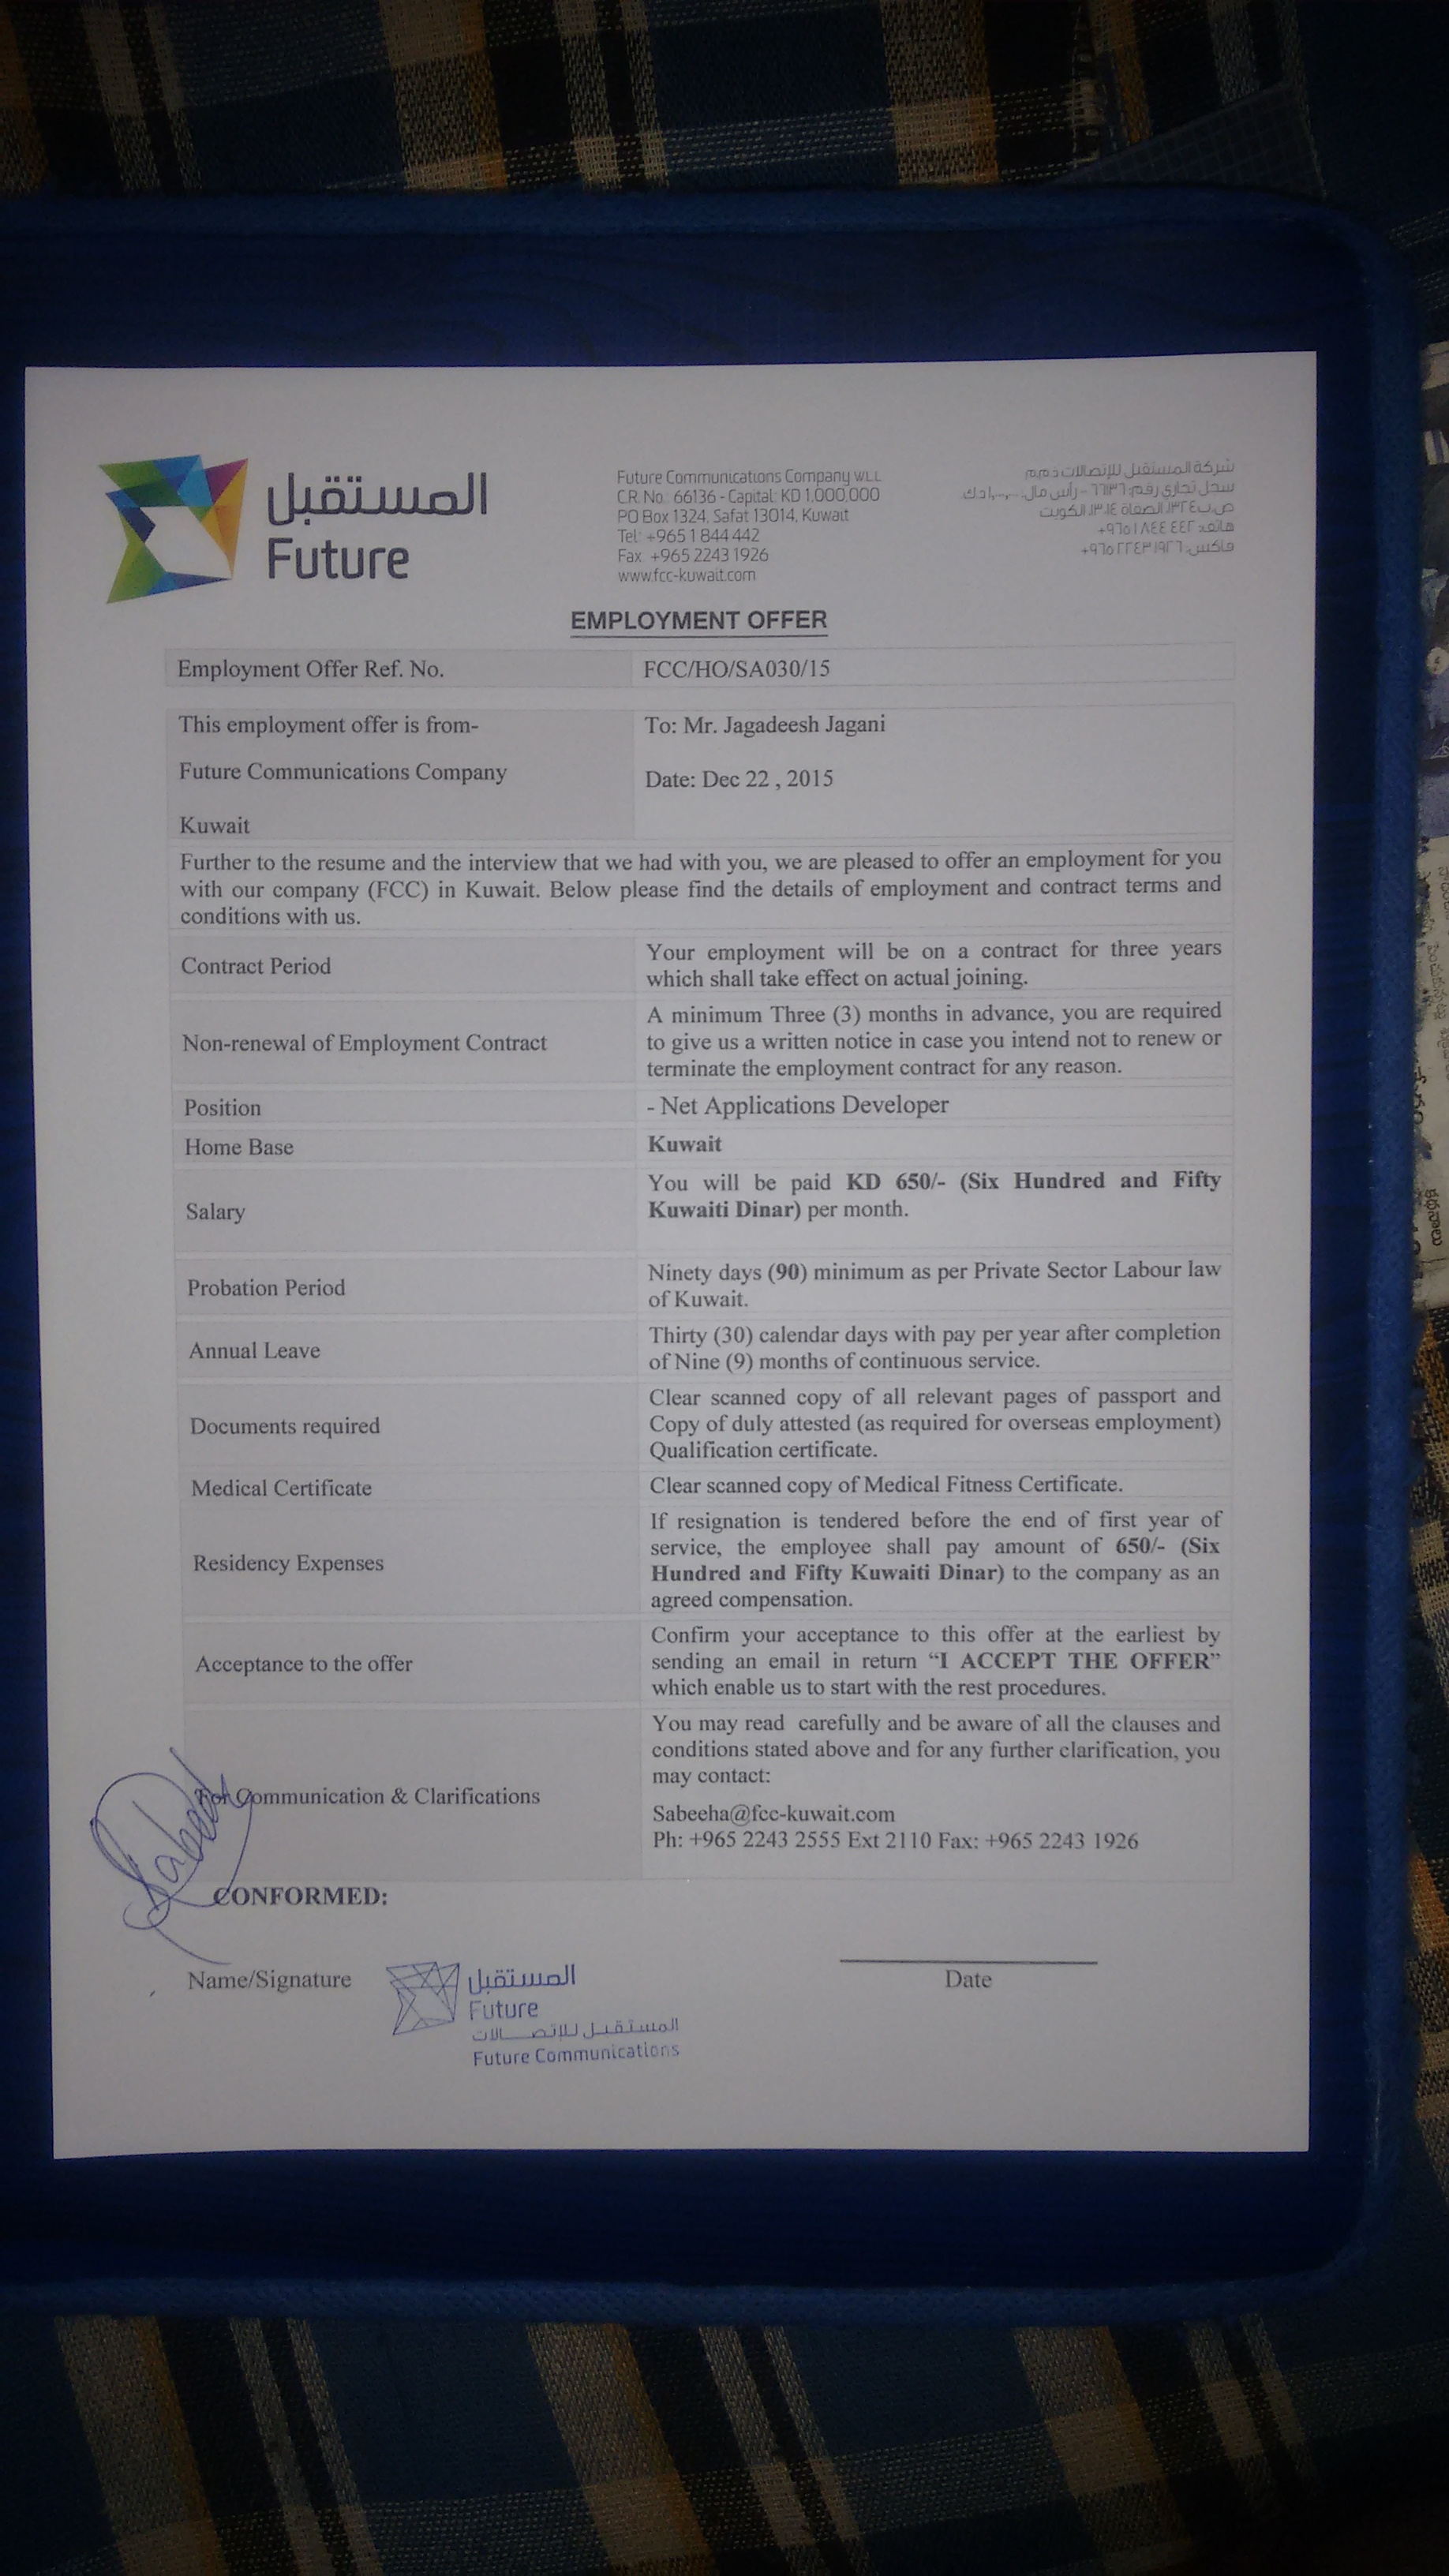 المستقبل
Future
Future Communications Company WLL
C.R. No.: 66136 - Capital: KD 1,000,000
PO Box 1324, Safat 13014, Kuwait
Tel: +965 1 844 442
Fax: +965 2243 1926
www.fcc-kuwait.com
شركة المستقبل للإتصالات ذ.م.م
سجل تجاري رقم: ٦٦١٣٦ - رأس مال:
ص.ب ١٣٢٤، الصفاة ١٣٠١٤، الكويت
هاتف: ٤٤٢ ٨٤٤ ١ ٩٦٥+
فاكس: ١٩٢٦ ٢٢٤٣ ٩٦٥+
EMPLOYMENT OFFER
Employment Offer Ref. No. FCC/HO/SA030/15
This employment offer is from-
Future Communications Company
Kuwait
To: Mr. Jagadeesh Jagani
Date: Dec 22 , 2015
Further to the resume and the interview that we had with you, we are pleased to offer an employment for you
with our company (FCC) in Kuwait. Below please find the details of employment and contract terms and
conditions with us.
Contract Period
Your employment will be on a contract for three years
which shall take effect on actual joining.
Non-renewal of Employment Contract
A minimum Three (3) months in advance, you are required
to give us a written notice in case you intend not to renew or
terminate the employment contract for any reason.
Position
- Net Applications Developer
Home Base
Kuwait
Salary
You will be paid KD 650/- (Six Hundred and Fifty
Kuwaiti Dinar) per month.
Probation Period
Ninety days (90) minimum as per Private Sector Labour law
of Kuwait.
Annual Leave
Thirty (30) calendar days with pay per year after completion
of Nine (9) months of continuous service.
Documents required
Clear scanned copy of all relevant pages of passport and
Copy of duly attested (as required for overseas employment)
Qualification certificate.
Medical Certificate
Clear scanned copy of Medical Fitness Certificate.
Residency Expenses
If resignation is tendered before the end of first year of
service, the employee shall pay amount of 650/- (Six
Hundred and Fifty Kuwaiti Dinar) to the company as an
agreed compensation.
Acceptance to the offer
Confirm your acceptance to this offer at the earliest by
sending an email in return “I ACCEPT THE OFFER”
which enable us to start with the rest procedures.
For Communication & Clarifications
You may read carefully and be aware of all the clauses and
conditions stated above and for any further clarification, you
may contact:
Sabeeha@fcc-kuwait.com
Ph: +965 2243 2555 Ext 2110 Fax: +965 2243 1926
CONFORMED:
Name/Signature
Date
المستقبل
Future
المستقبل للإتصالات
Future Communications